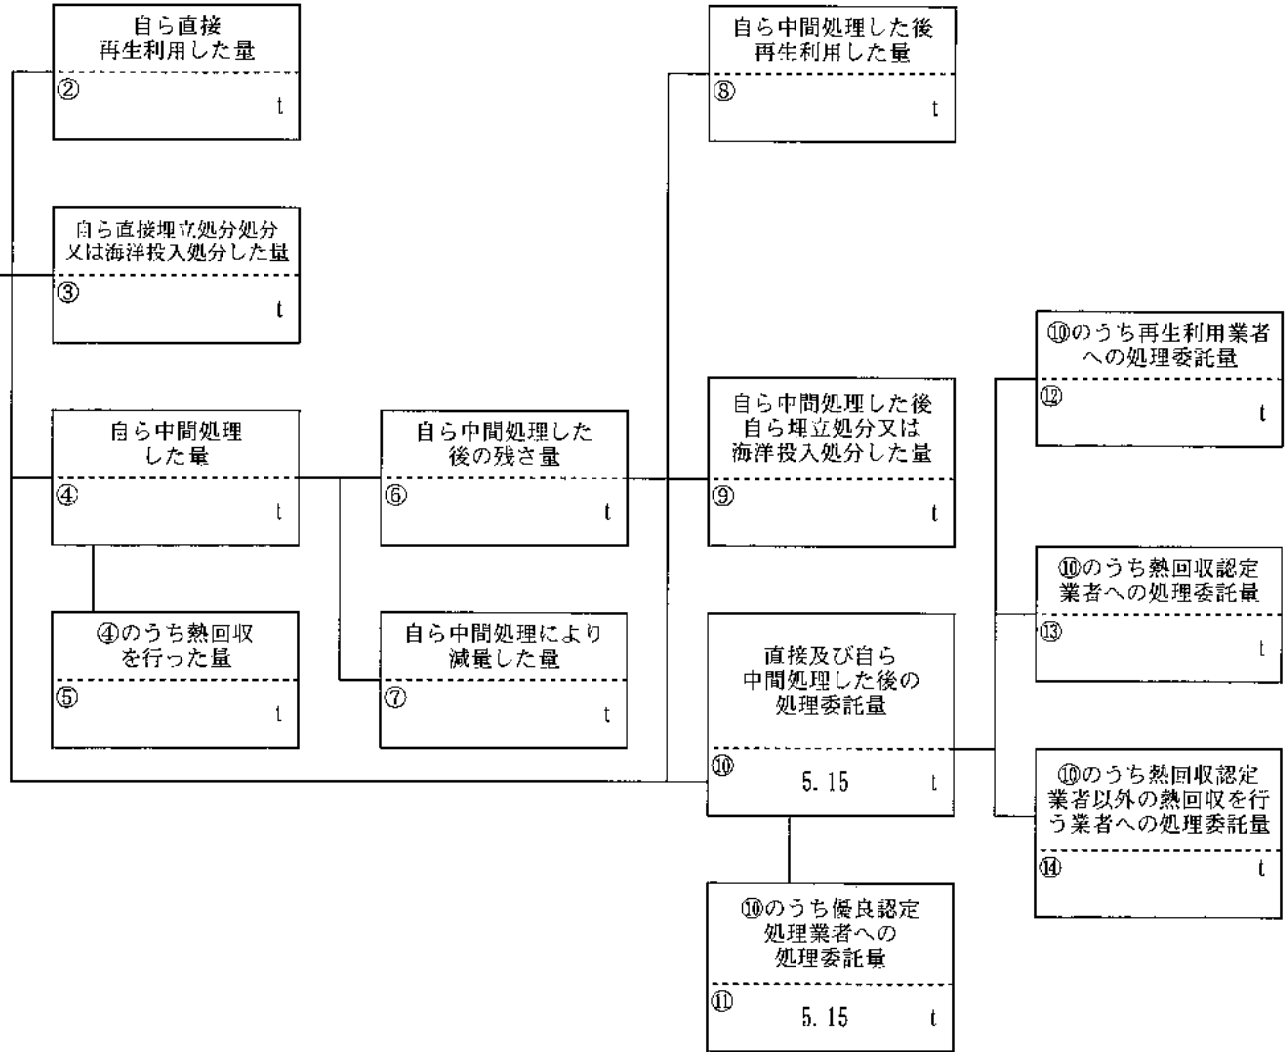 自ら直接
再生利用した量
②
t
自ら中間処理した後
再生利用した量
⑧
t
自ら直接埋立処分処分
又は海洋投入処分した量
③
t
⑩のうち再生利用業者
への処理委託量
⑫
t
自ら中間処理
した量
④
t
自ら中間処理した
後の残さ量
⑥
t
自ら中間処理した後
自ら埋立処分又は
海洋投入処分した量
⑨
t
⑩のうち熱回収認定
業者への処理委託量
⑬
t
④のうち熱回収
を行った量
⑤
t
自ら中間処理により
減量した量
⑦
t
直接及び自ら
中間処理した後の
処理委託量
⑩
5.15 t
⑩のうち熱回収認定
業者以外の熱回収を行
う業者への処理委託量
⑭
t
⑩のうち優良認定
処理業者への
処理委託量
⑪
5.15 t